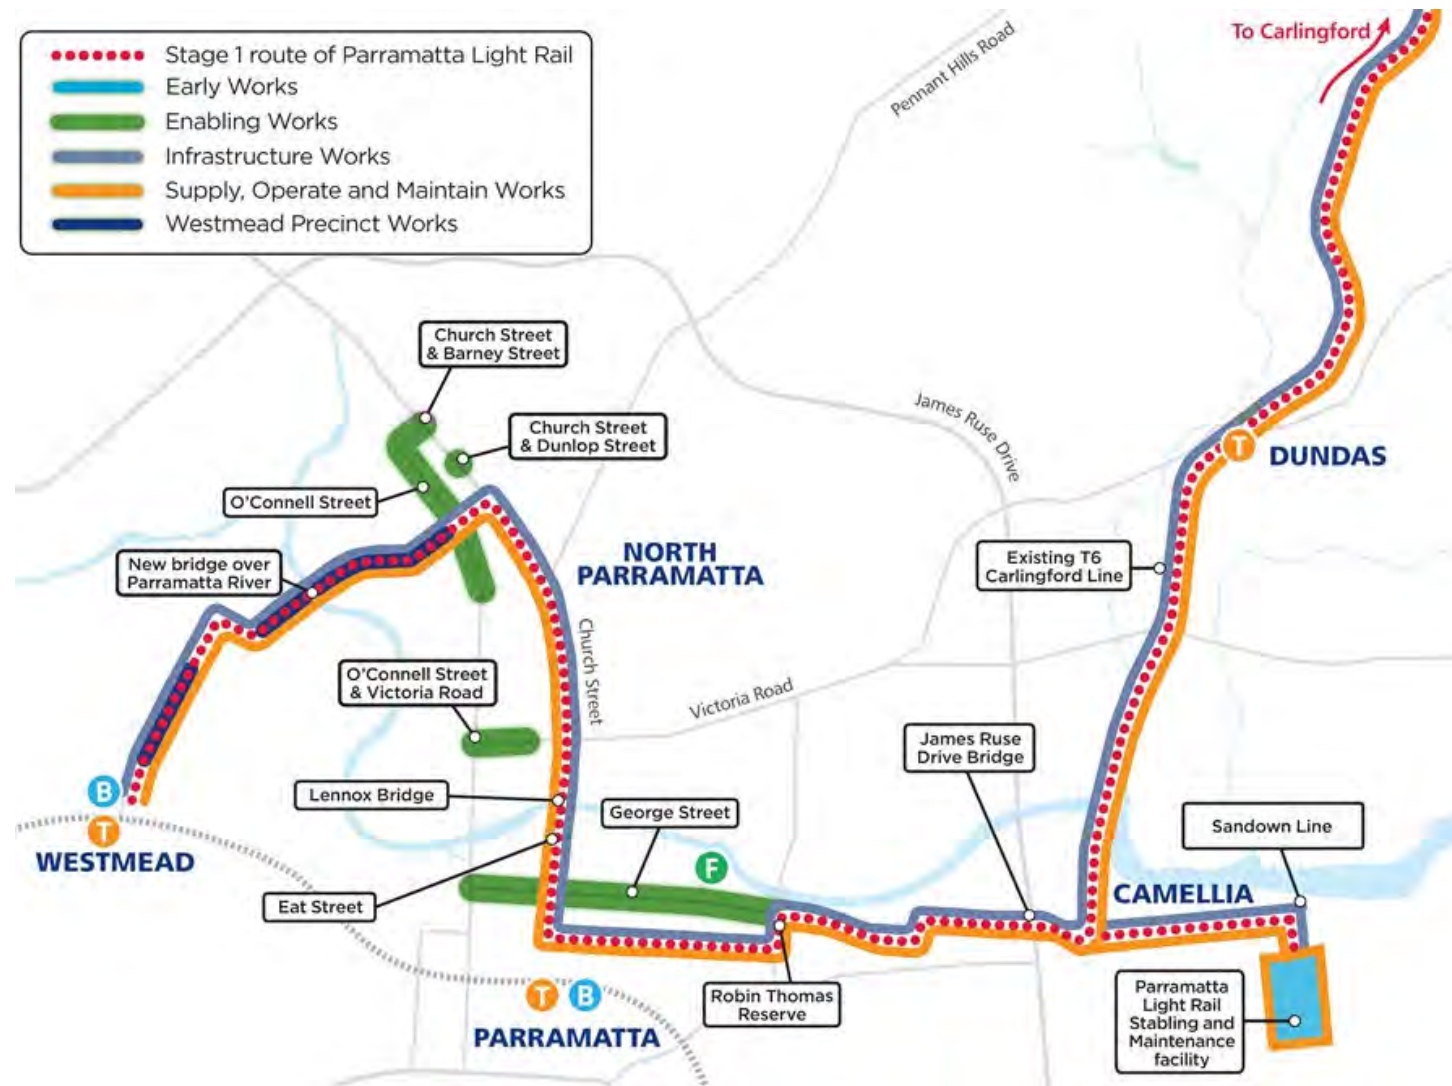 Stage 1 route of Parramatta Light Rail
Early Works
Enabling Works
Infrastructure Works
Supply, Operate and Maintain Works
Westmead Precinct Works
To Carlingford
Pennant Hills Road
Church Street
& Barney Street
Church Street
& Dunlop Street
James Ruse Drive
O'Connell Street
T
DUNDAS
New bridge over
Parramatta River
NORTH
PARRAMATTA
Existing T6
Carlingford Line
Church Street
O'Connell Street
& Victoria Road
Victoria Road
James Ruse
Drive Bridge
B
T
WESTMEAD
Lennox Bridge
George Street
Sandown Line
F
Eat Street
CAMELLIA
Robin Thomas
Reserve
T
B
PARRAMATTA
Parramatta
Light Rail
Stabling and
Maintenance
facility